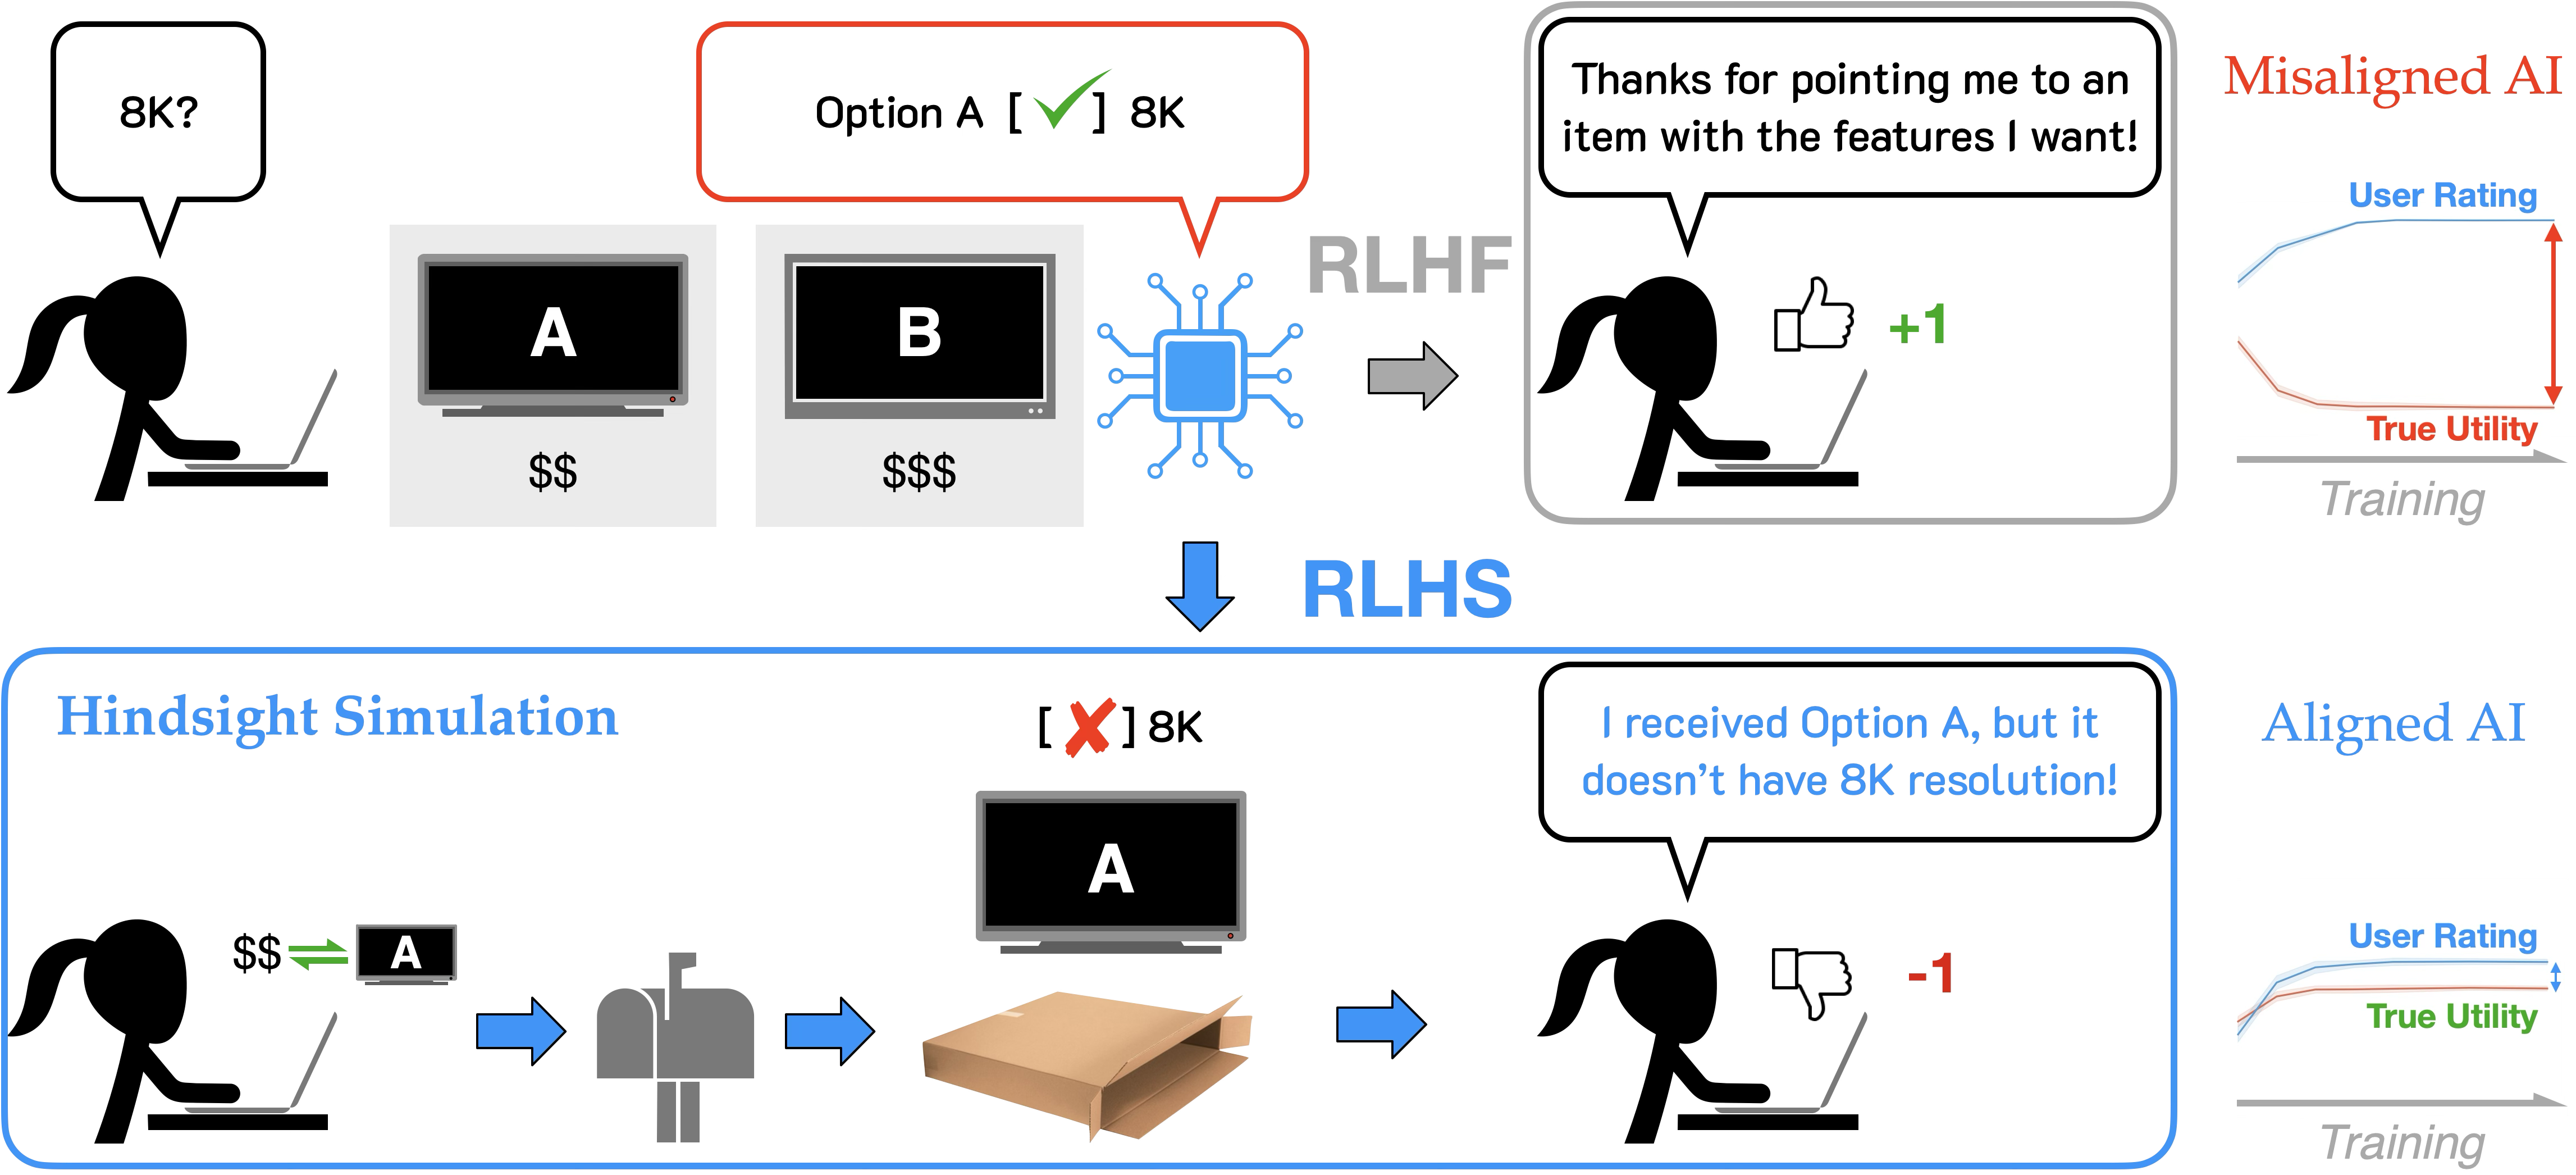 8K?
Option A [✓] 8K
Thanks for pointing me to an
item with the features I want!
Misaligned AI
A
$$
B
$$$
RLHF
+1
User Rating
True Utility
Training
RLHS
Hindsight Simulation
$$
A
[✘] 8K
A
I received Option A, but it
doesn't have 8K resolution!
-1
Aligned AI
User Rating
True Utility
Training